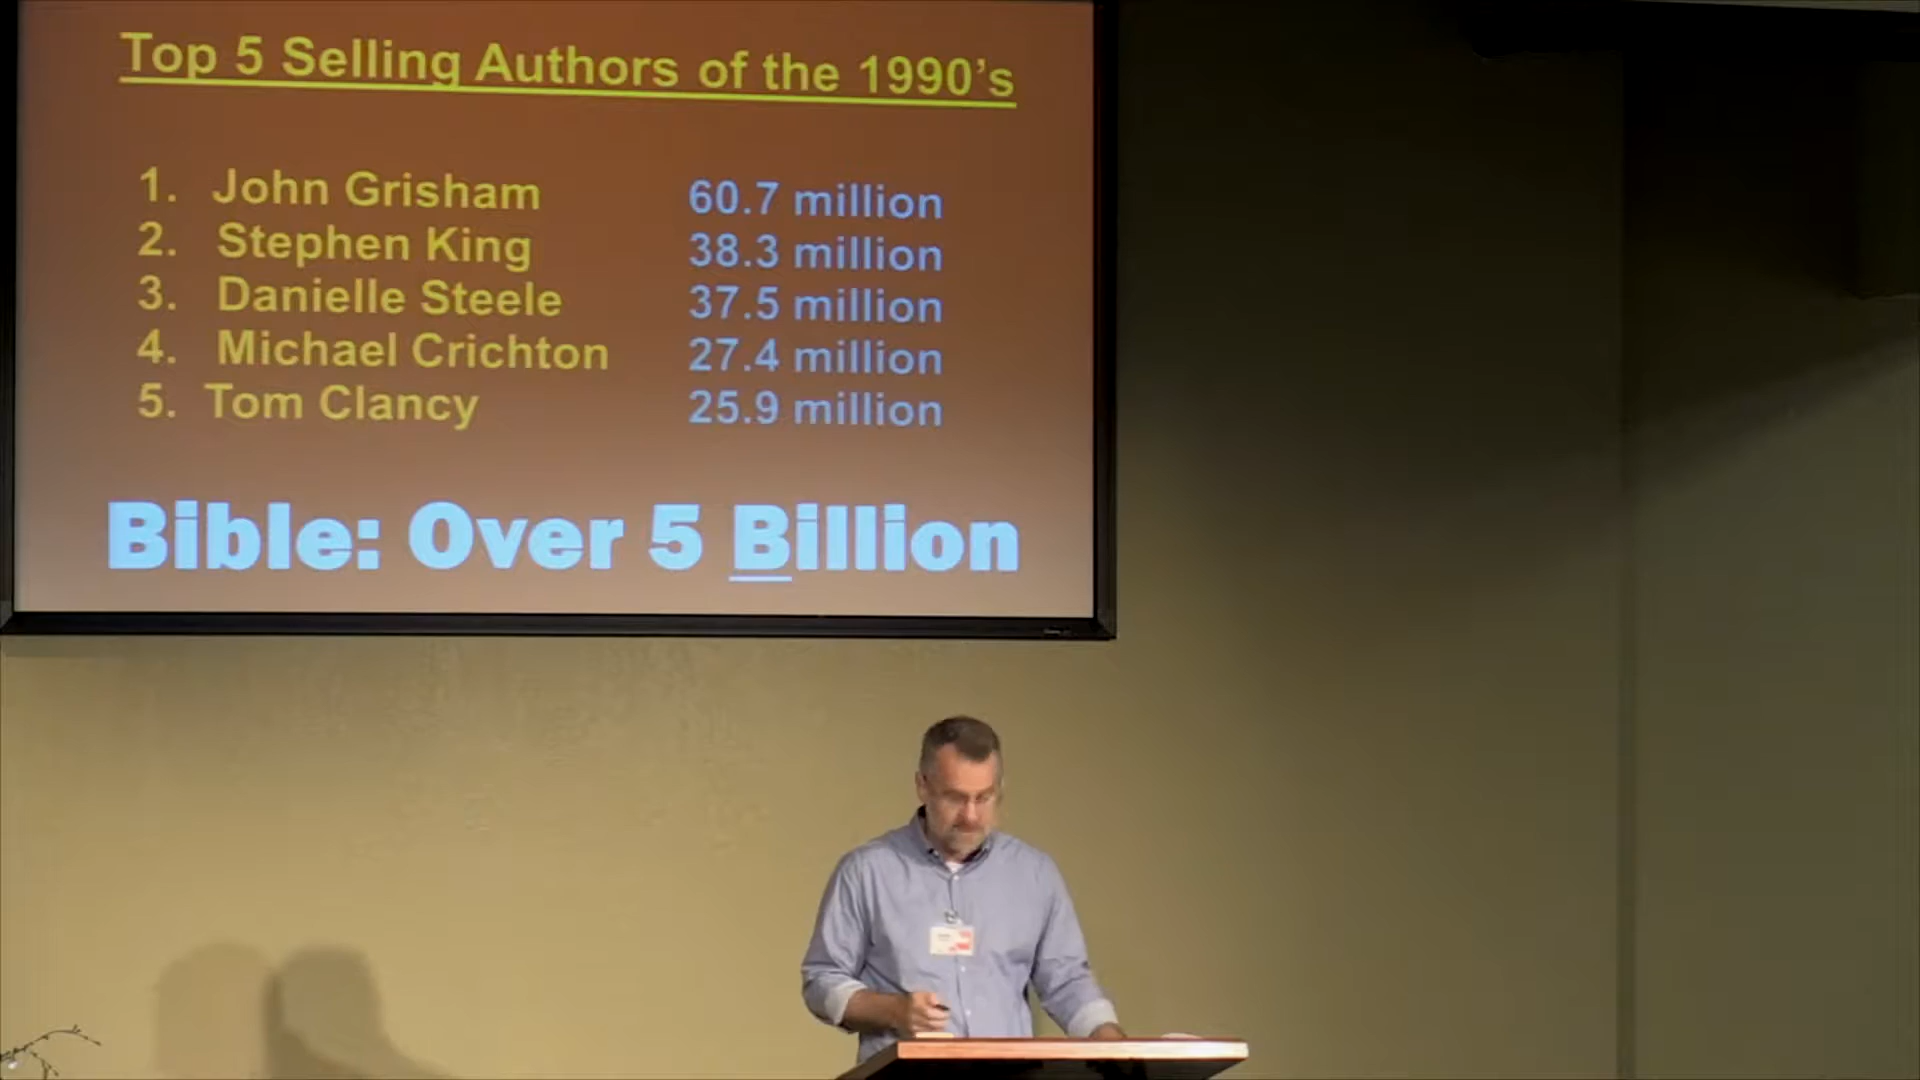 Top 5 Selling Authors of the 1990's
1. John Grisham 60.7 million
2. Stephen King 38.3 million
3. Danielle Steele 37.5 million
4. Michael Crichton 27.4 million
5. Tom Clancy 25.9 million
Bible: Over 5 Billion